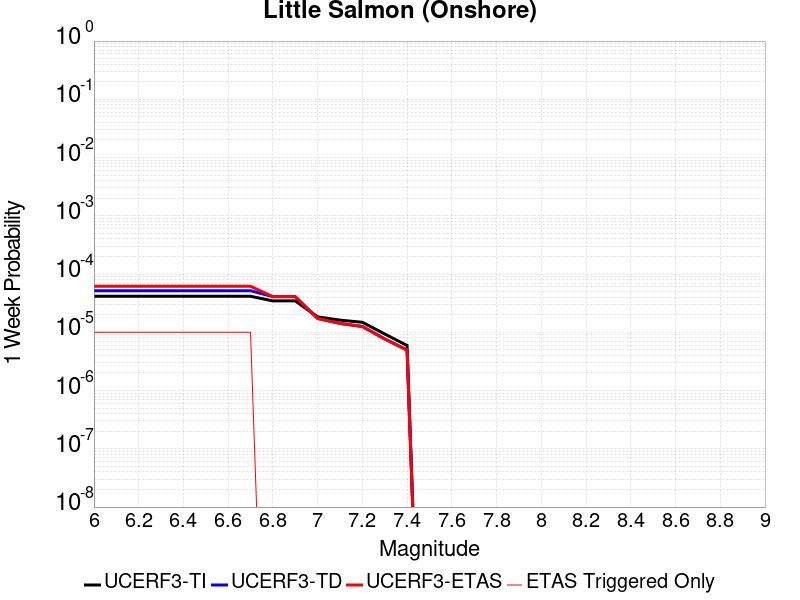 Little Salmon (Onshore)
10^0
10^-1
10^-2
10^-3
10^-4
10^-5
10^-6
10^-7
10^-8
1 Week Probability
6 6.2 6.4 6.6 6.8 7 7.2 7.4 7.6 7.8 8 8.2 8.4 8.6 8.8 9
Magnitude
UCERF3-TI UCERF3-TD UCERF3-ETAS ETAS Triggered Only